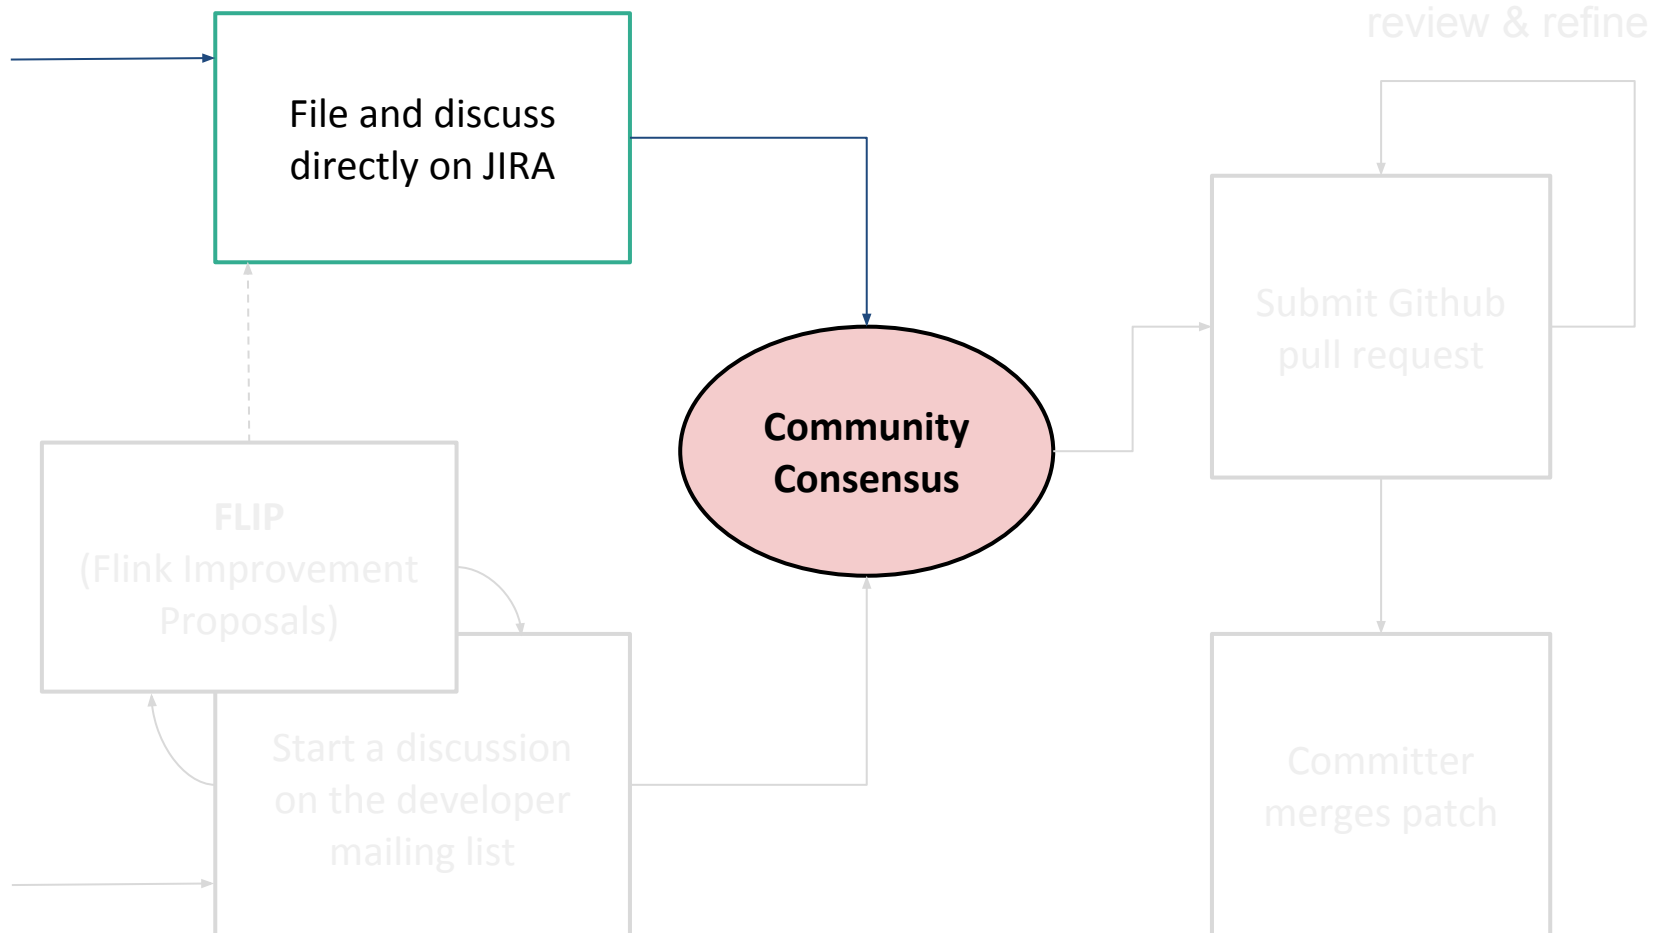 review & refine
File and discuss
directly on JIRA
Submit Github
pull request
Community
Consensus
FLIP
(Flink Improvement
Proposals)
Start a discussion
on the developer
mailing list
Committer
merges patch